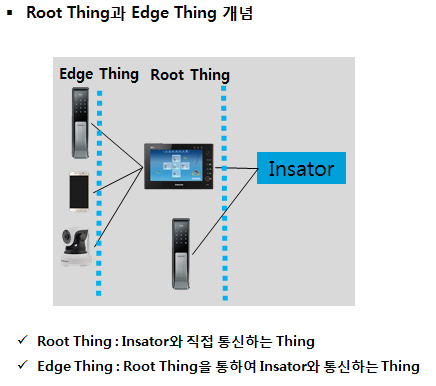 ▪ Root Thing과 Edge Thing 개념
Edge Thing Root Thing
Insator
✓ Root Thing : Insator와 직접 통신하는 Thing
✓ Edge Thing : Root Thing을 통하여 Insator와 통신하는 Thing